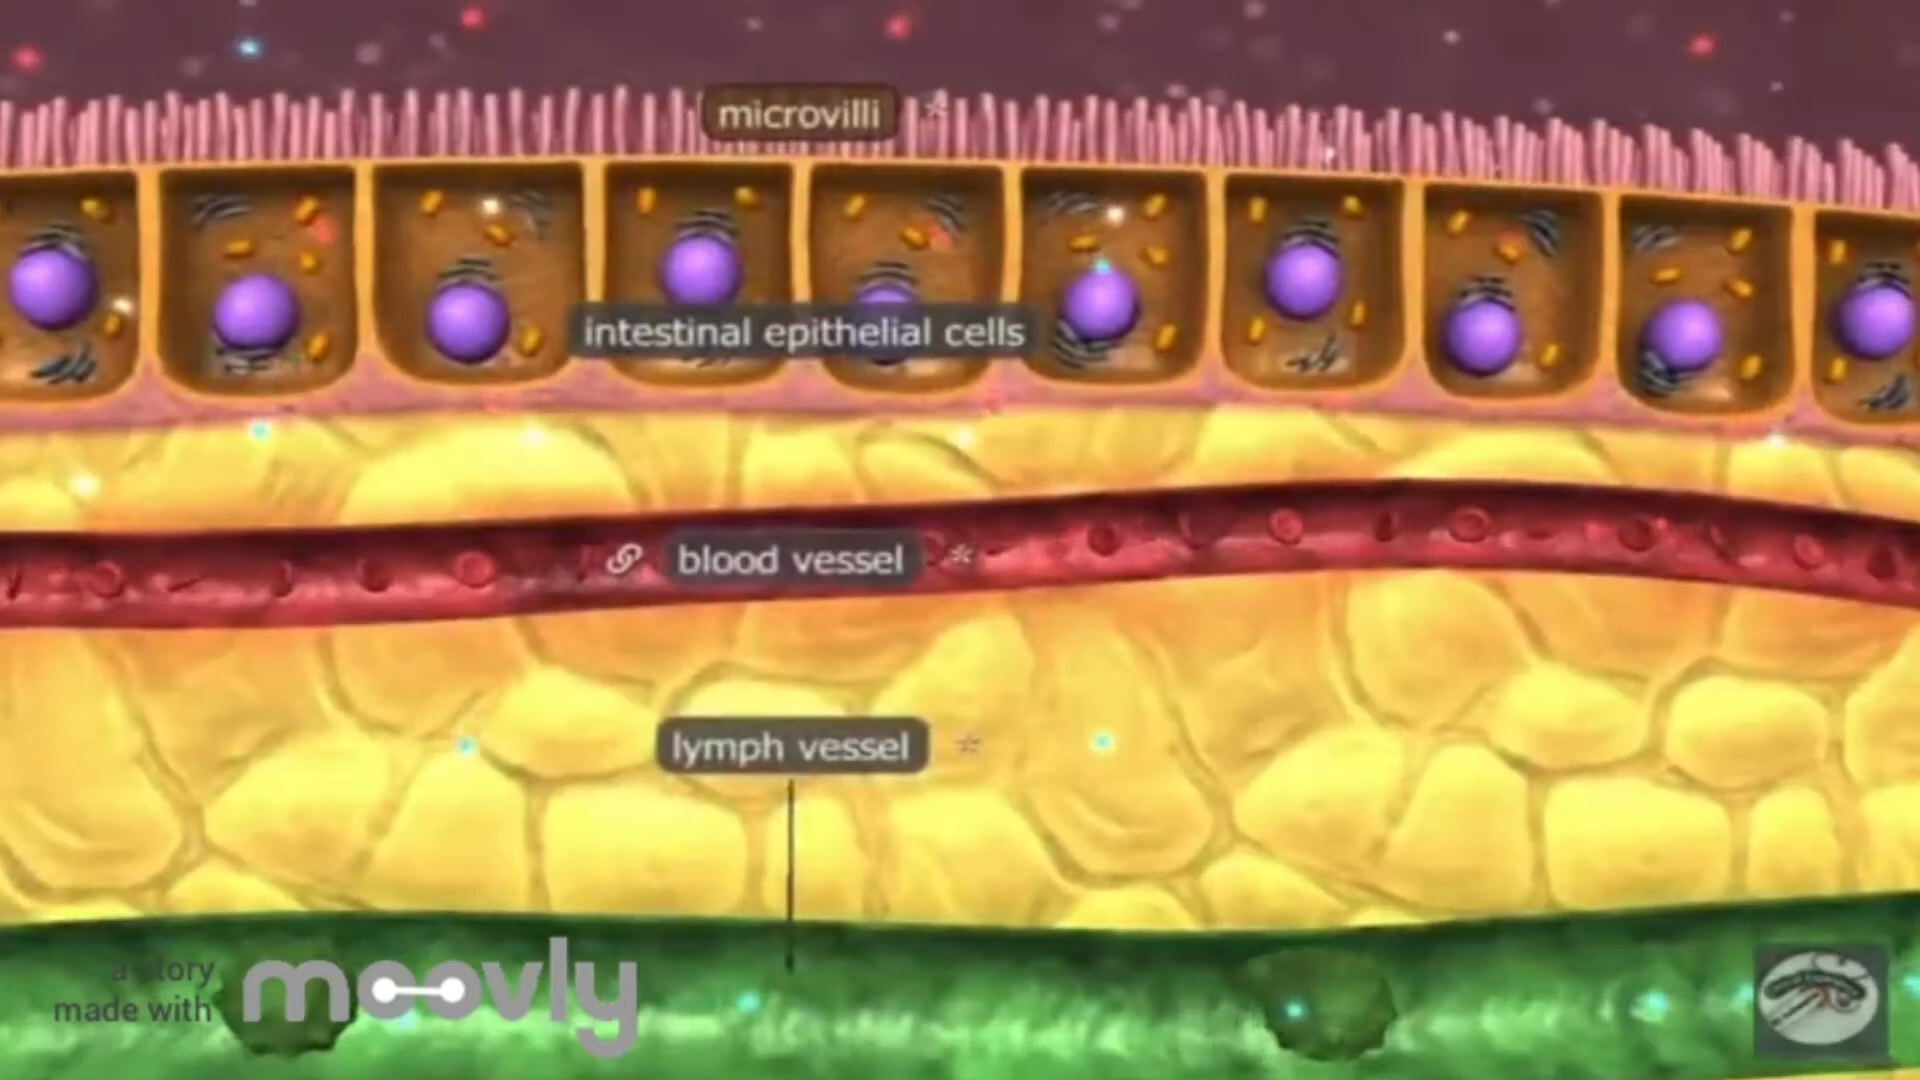 microvilli
intestinal epithelial cells
blood vessel
lymph vessel
a story
made with
moovly